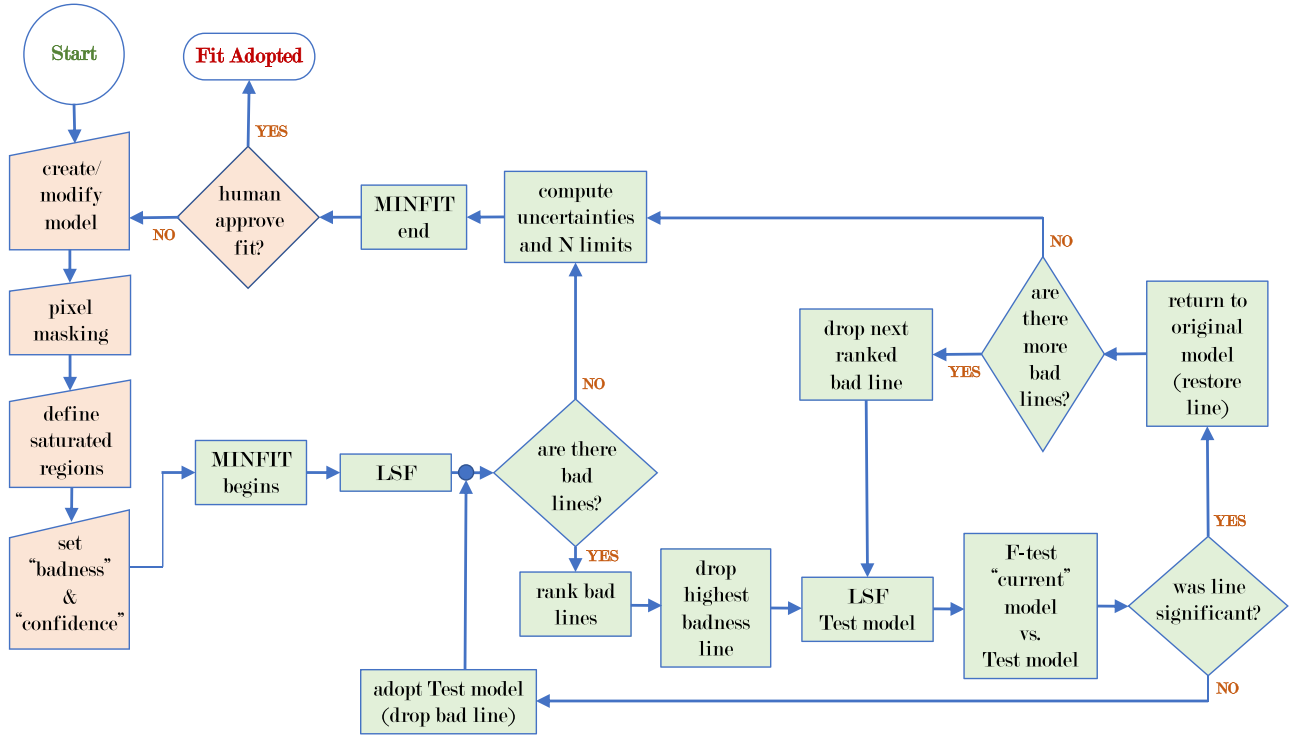 Start
Fit Adopted
YES
create/
modify
model
human
approve
fit?
NO
MINFIT
end
compute
uncertainties
and N limits
NO
are
there
more
bad
lines?
YES
return to
original
model
(restore
line)
drop next
ranked
bad line
pixel
masking
define
saturated
regions
set
“badness”
&
“confidence”
MINFIT
begins
LSF
NO
are there
bad
lines?
YES
rank bad
lines
drop
highest
badness
line
LSF
Test model
F-test
“current”
model
vs.
Test model
YES
was line
significant?
NO
adopt Test model
(drop bad line)